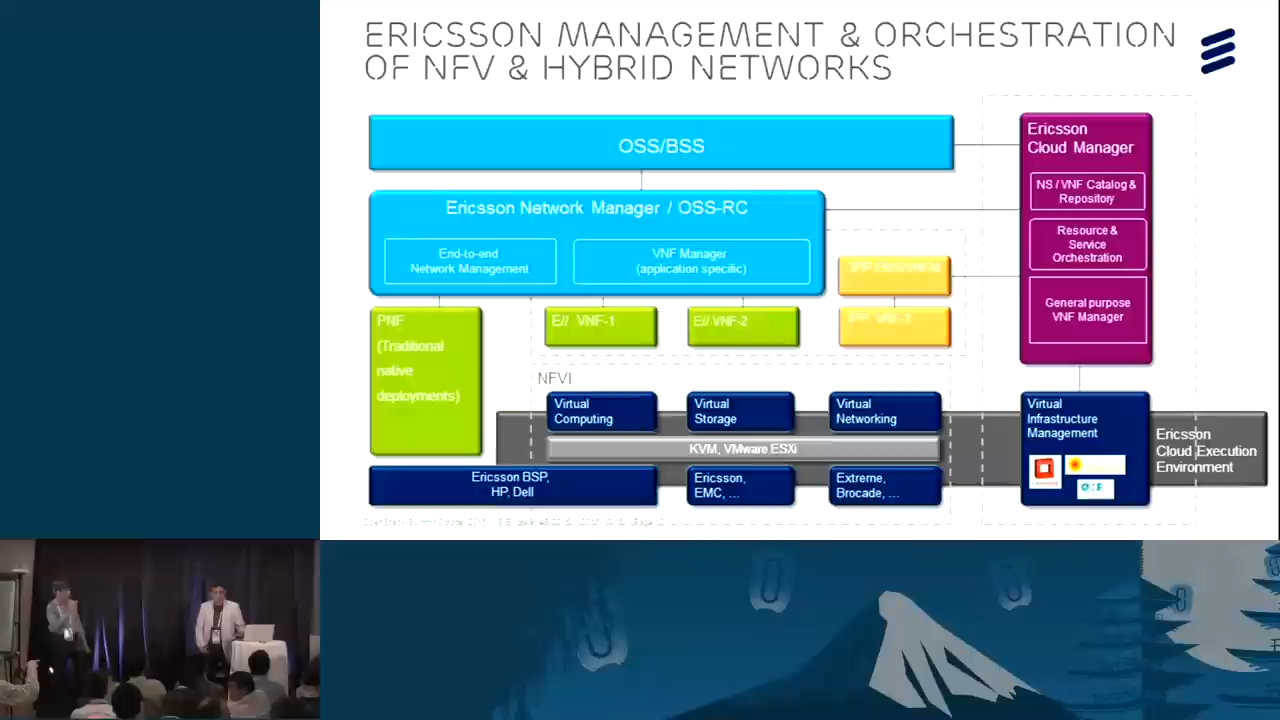 ERICSSON MANAGEMENT & ORCHESTRATION
OF NFV & HYBRID NETWORKS
OSS/BSS
Ericsson
Cloud Manager
NS / VNF Catalog &
Repository
Resource &
Service
Orchestration
General purpose
VNF Manager
Ericsson Network Manager / OSS-RC
End-to-end
Network Management
VNF Manager
(application specific)
PNF
(Traditional
native
deployments)
E// VNF-1
E// VNF-2
NFVI
Virtual
Computing
Virtual
Storage
Virtual
Networking
KVM, VMware ESXi
Ericsson BSP,
HP, Dell
Ericsson,
EMC, ...
Extreme,
Brocade, ...
Virtual
Infrastructure
Management
Ericsson
Cloud Execution
Environment